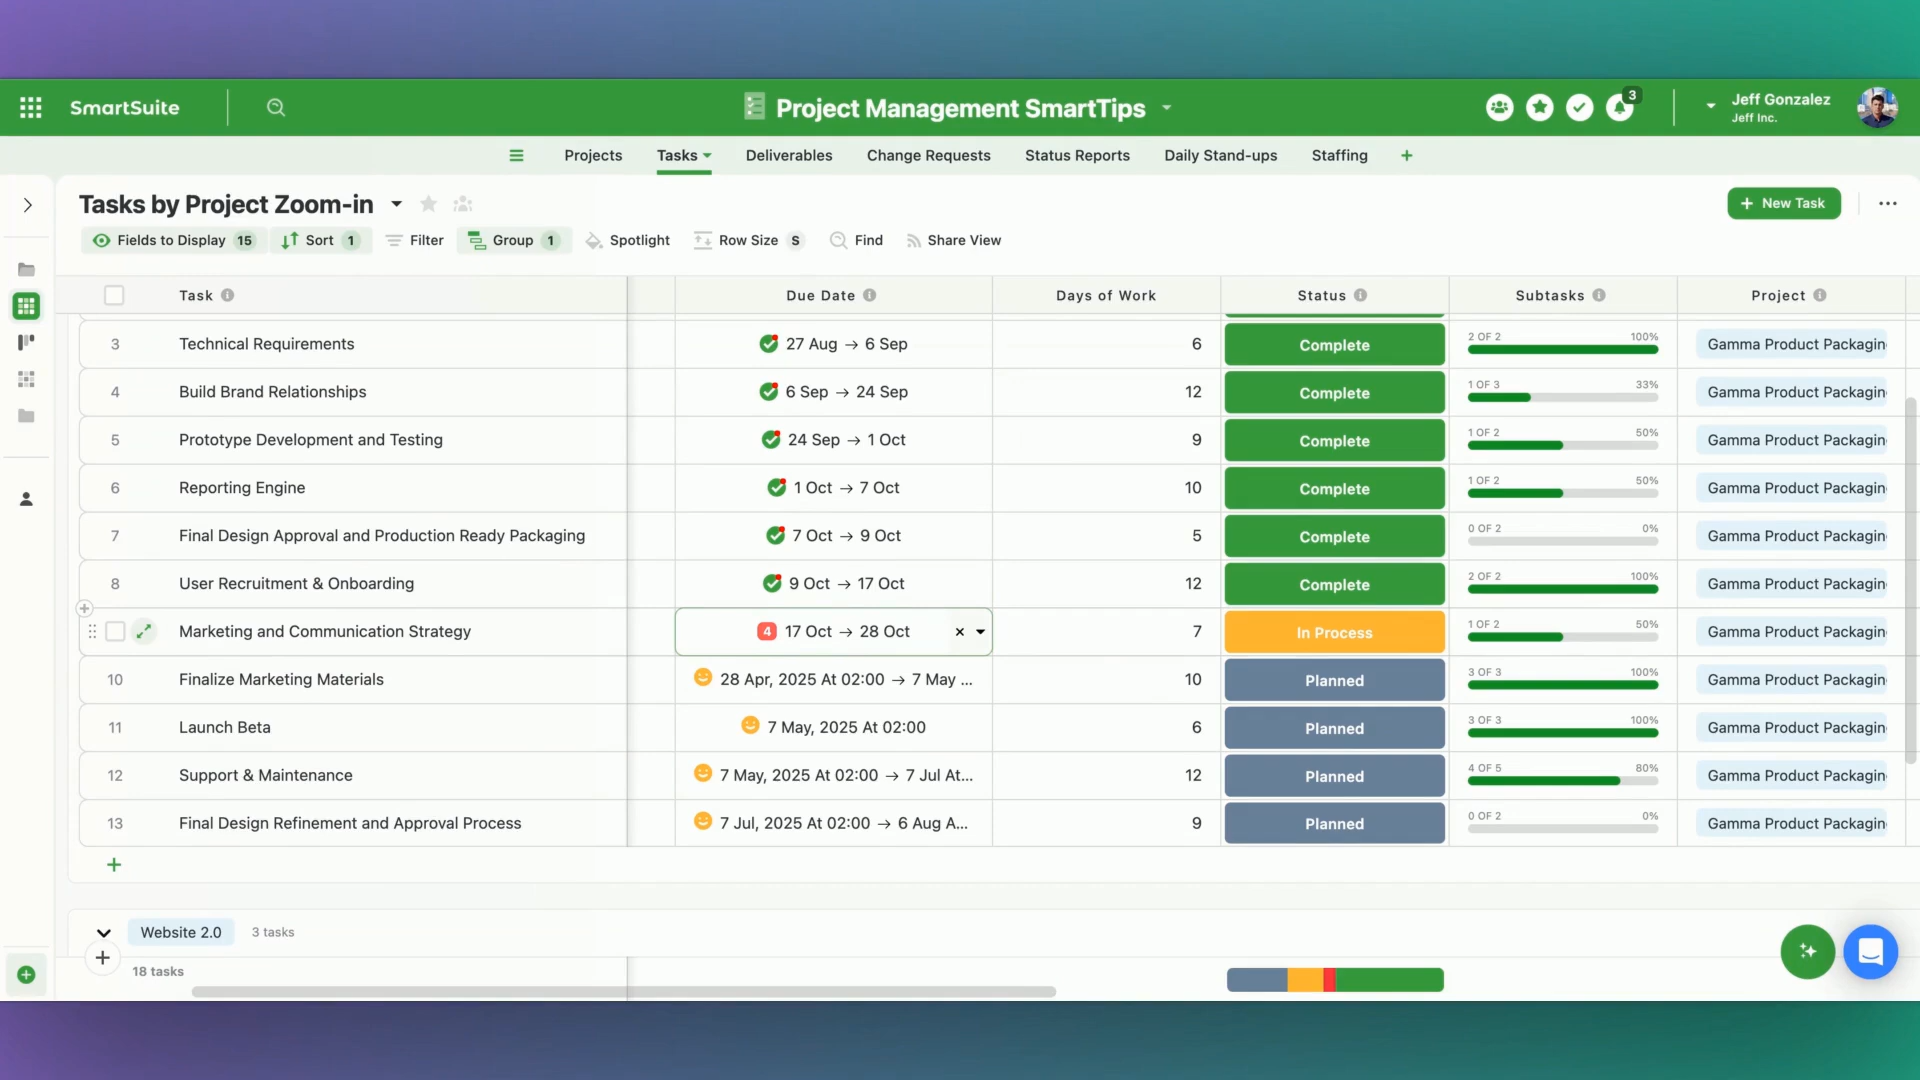 SmartSuite
Project Management SmartTips
3
Jeff Gonzalez
Jeff Inc.
Projects Tasks Deliverables Change Requests Status Reports Daily Stand-ups Staffing +
Tasks by Project Zoom-in
+ New Task
Fields to Display 15 Sort 1 Filter Group 1 Spotlight Row Size S Find Share View
Task Due Date Days of Work Status Subtasks Project
3 Technical Requirements 27 Aug → 6 Sep 6 Complete 2 OF 2 100% Gamma Product Packagin
4 Build Brand Relationships 6 Sep → 24 Sep 12 Complete 1 OF 3 33% Gamma Product Packagin
5 Prototype Development and Testing 24 Sep → 1 Oct 9 Complete 1 OF 2 50% Gamma Product Packagin
6 Reporting Engine 1 Oct → 7 Oct 10 Complete 1 OF 2 50% Gamma Product Packagin
7 Final Design Approval and Production Ready Packaging 7 Oct → 9 Oct 5 Complete 0 OF 2 0% Gamma Product Packagin
8 User Recruitment & Onboarding 9 Oct → 17 Oct 12 Complete 2 OF 2 100% Gamma Product Packagin
Marketing and Communication Strategy 4 17 Oct → 28 Oct 7 In Process 1 OF 2 50% Gamma Product Packagin
10 Finalize Marketing Materials 28 Apr, 2025 At 02:00 → 7 May ... 10 Planned 3 OF 3 100% Gamma Product Packagin
11 Launch Beta 7 May, 2025 At 02:00 6 Planned 3 OF 3 100% Gamma Product Packagin
12 Support & Maintenance 7 May, 2025 At 02:00 → 7 Jul At... 12 Planned 4 OF 5 80% Gamma Product Packagin
13 Final Design Refinement and Approval Process 7 Jul, 2025 At 02:00 → 6 Aug A... 9 Planned 0 OF 2 0% Gamma Product Packagin
Website 2.0 3 tasks
18 tasks